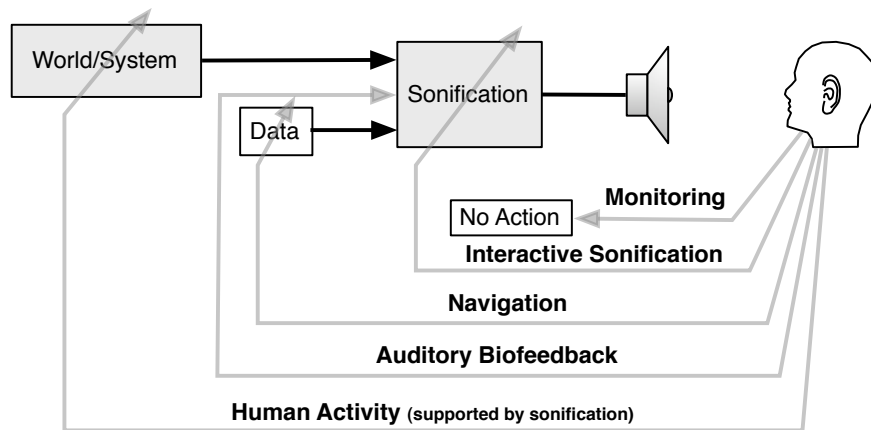 World/System
Sonification
Data
Monitoring
No Action
Interactive Sonification
Navigation
Auditory Biofeedback
Human Activity (supported by sonification)